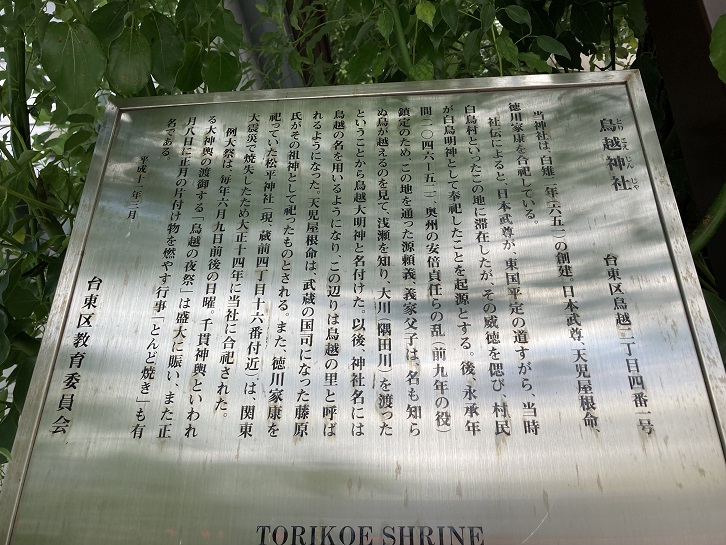 鳥越神社
とりこえじんじゃ
台東区鳥越二丁目四番一号
当神社は、白雉二年(六五一)の創建。日本武尊、天児屋根命、
徳川家康を合祀している。
社伝によると、日本武尊が、東国平定の道すがら、当時
白鳥村といったこの地に滞在したが、その威徳を偲び、村民
が白鳥明神として奉祀したことを起源とする。後、永承年
間(一〇四六〜五二)、奥州の安倍貞任らの乱(前九年の役)
鎮定のため、この地を通った源頼義、義家父子は、名も知ら
ぬ鳥が越えるのを見て、浅瀬を知り、大川(隅田川)を渡った
ということから鳥越大明神と名付けた。以後、神社名には
鳥越の名を用いるようになり、この辺りは鳥越の里と呼ば
れるようになった。天児屋根命は、武蔵の国司になった藤原
氏がその祖神として祀ったものとされる。また、徳川家康を
祀っていた松平神社(現、蔵前四丁目十六番付近)は、関東
大震災で焼失したため大正十四年に当社に合祀された。
例大祭は、毎年六月九日前後の日曜。千貫神輿といわれ
る大神輿の渡御する「鳥越の夜祭」は盛大に賑い、また正
月八日に正月の片付け物を燃やす行事「とんど焼き」も有
名である。
平成十一年三月
台東区教育委員会
TORIKOE SHRINE